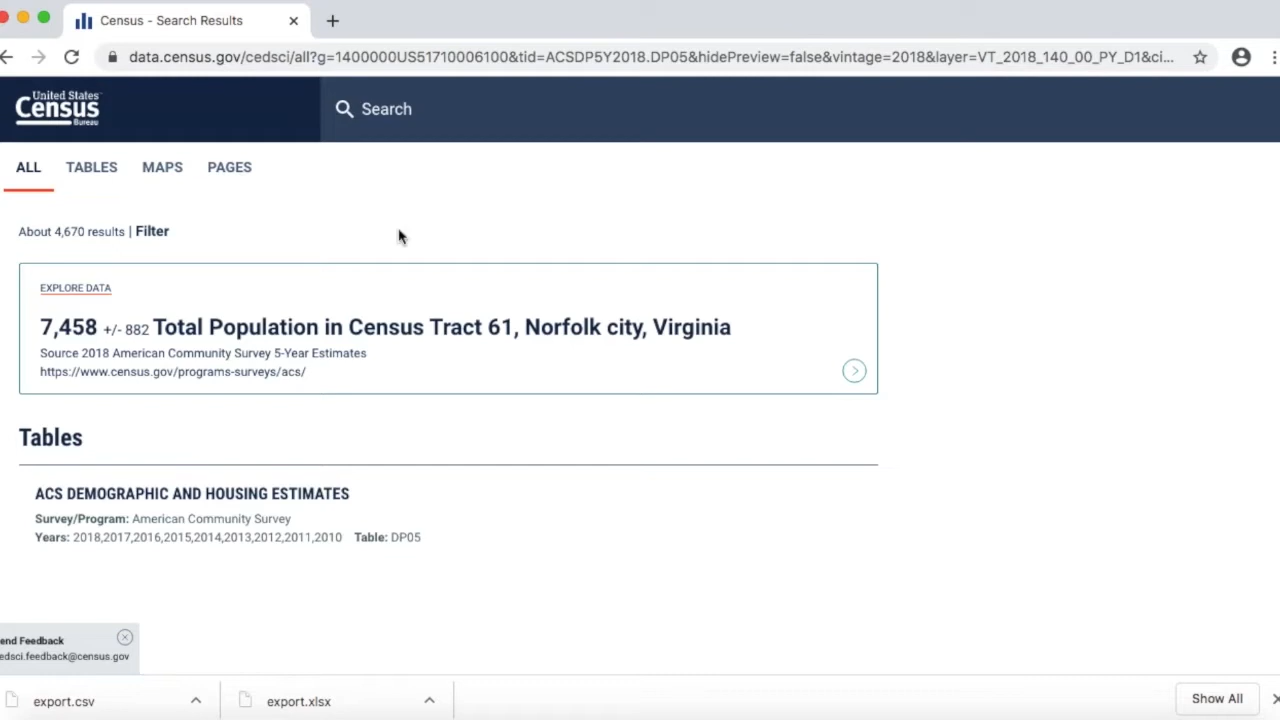 Census - Search Results
data.census.gov/cedsci/all?g=1400000US51710006100&tid=ACSDP5Y2018.DP05&hidePreview=false&vintage=2018&layer=VT_2018_140_00_PY_D1&ci...
United States
Census
Bureau
Search
ALL TABLES MAPS PAGES
About 4,670 results | Filter
EXPLORE DATA
7,458 +/- 882 Total Population in Census Tract 61, Norfolk city, Virginia
Source 2018 American Community Survey 5-Year Estimates
https://www.census.gov/programs-surveys/acs/
Tables
ACS DEMOGRAPHIC AND HOUSING ESTIMATES
Survey/Program: American Community Survey
Years: 2018,2017,2016,2015,2014,2013,2012,2011,2010 Table: DP05
end Feedback
edsci.feedback@census.gov
export.csv export.xlsx Show All